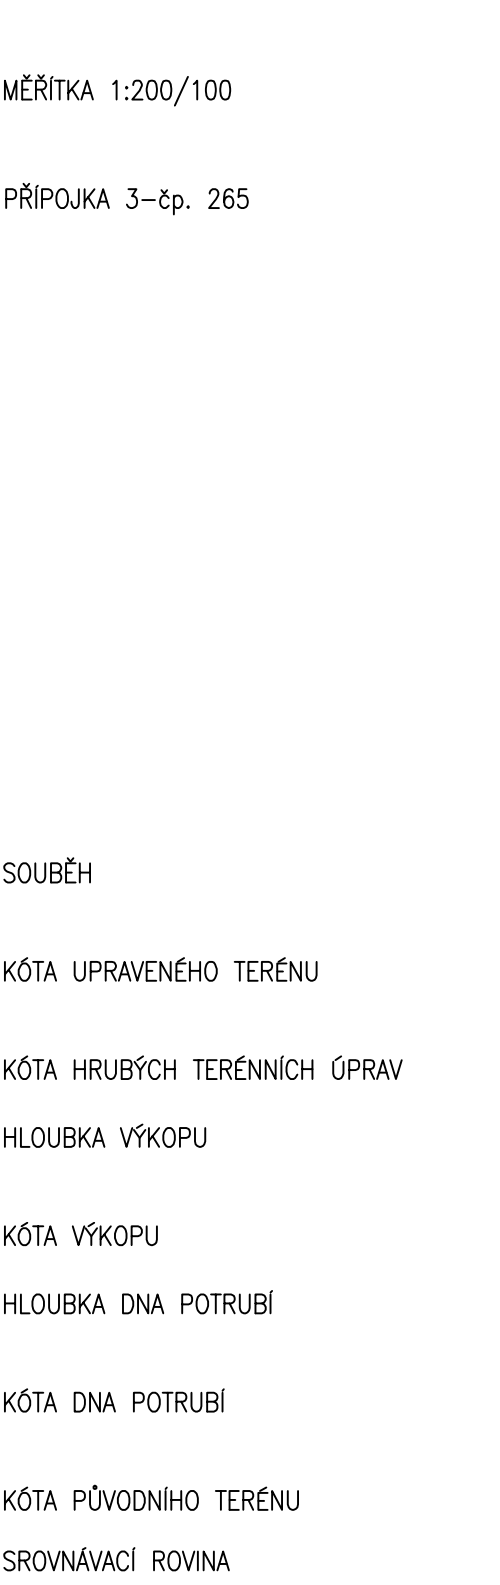 MĚŘÍTKA 1:200/100
PŘÍPOJKA 3-čp. 265
SOUBĚH
KÓTA UPRAVENÉHO TERÉNU
KÓTA HRUBÝCH TERÉNNÍCH ÚPRAV
HLOUBKA VÝKOPU
KÓTA VÝKOPU
HLOUBKA DNA POTRUBÍ
KÓTA DNA POTRUBÍ
KÓTA PŮVODNÍHO TERÉNU
SROVNÁVACÍ ROVINA